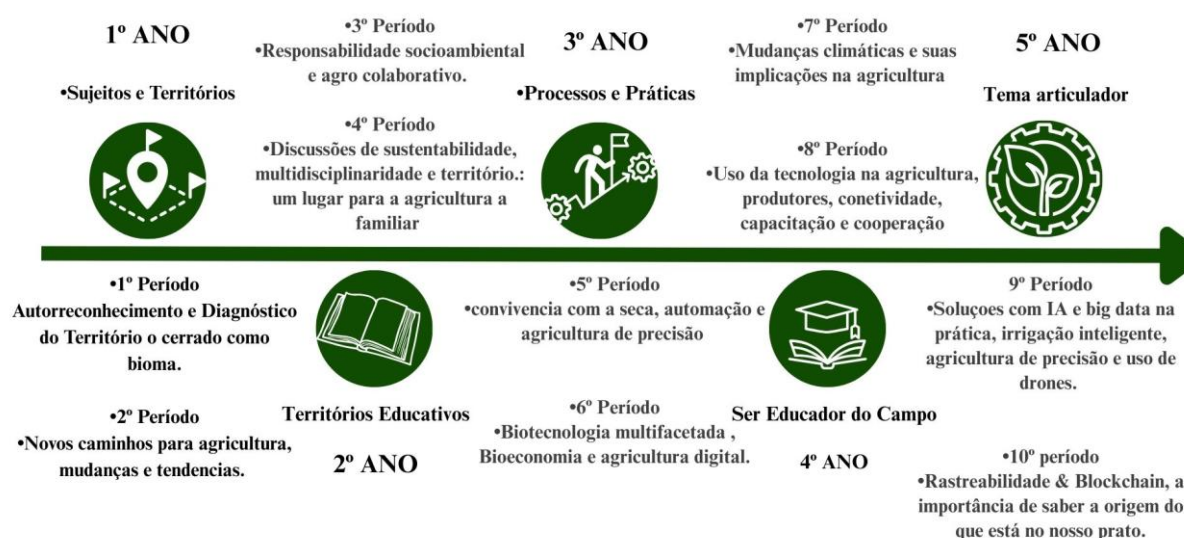 1º ANO
•Sujeitos e Territórios
•1º Período
Autorreconhecimento e Diagnóstico
do Território o cerrado como
bioma.
•2º Período
•Novos caminhos para agricultura,
mudanças e tendencias.
•3º Período
•Responsabilidade socioambiental
e agro colaborativo.
•4º Período
•Discussões de sustentabilidade,
multidisciplinaridade e território.:
um lugar para a agricultura a
familiar
Territórios Educativos
2º ANO
3º ANO
•Processos e Práticas
•5º Período
•convivencia com a seca, automação e
agricultura de precisão
•6º Período
•Biotecnologia multifacetada ,
Bioeconomia e agricultura digital.
•7º Período
•Mudanças climáticas e suas
implicações na agricultura
•8º Período
•Uso da tecnologia na agricultura,
produtores, conetividade,
capacitação e cooperação
Ser Educador do Campo
4º ANO
5º ANO
Tema articulador
9º Período
•Soluçoes com IA e big data na
prática, irrigação inteligente,
agricultura de precisão e uso de
drones.
•10º período
•Rastreabilidade & Blockchain, a
importância de saber a origem do
que está no nosso prato.